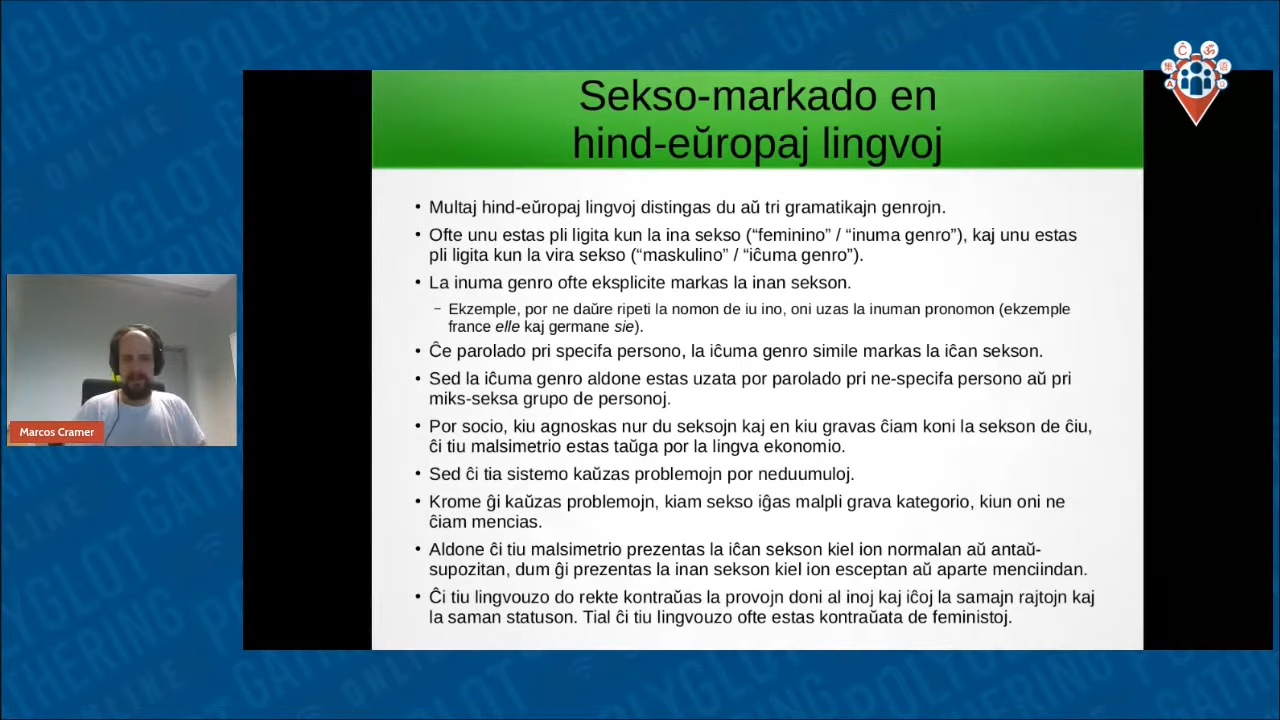 Sekso-markado en
hind-eŭropaj lingvoj
• Multaj hind-eŭropaj lingvoj distingas du aŭ tri gramatikajn genrojn.
• Ofte unu estas pli ligita kun la ina sekso (“feminino” / “inuma genro”), kaj unu estas
pli ligita kun la vira sekso (“maskulino” / “iĉuma genro”).
• La inuma genro ofte eksplicite markas la inan sekson.
– Ekzemple, por ne daŭre ripeti la nomon de iu ino, oni uzas la inuman pronomon (ekzemple
france elle kaj germane sie).
• Ĉe parolado pri specifa persono, la iĉuma genro simile markas la iĉan sekson.
• Sed la iĉuma genro aldone estas uzata por parolado pri ne-specifa persono aŭ pri
miks-seksa grupo de personoj.
• Por socio, kiu agnoskas nur du seksojn kaj en kiu gravas ĉiam koni la sekson de ĉiu,
ĉi tiu malsimetrio estas taŭga por la lingva ekonomio.
• Sed ĉi tia sistemo kaŭzas problemojn por neduumuloj.
• Krome ĝi kaŭzas problemojn, kiam sekso iĝas malpli grava kategorio, kiun oni ne
ĉiam mencias.
• Aldone ĉi tiu malsimetrio prezentas la iĉan sekson kiel ion normalan aŭ antaŭ-
supozitan, dum ĝi prezentas la inan sekson kiel ion esceptan aŭ aparte menciindan.
• Ĉi tiu lingvouzo do rekte kontraŭas la provojn doni al inoj kaj iĉoj la samajn rajtojn kaj
la saman statuson. Tial ĉi tiu lingvouzo ofte estas kontraŭata de feministoj.
Marcos Cramer
POLYGLOT
GATHERING
ONLINE
Ĉ
ॐ
集
语
A